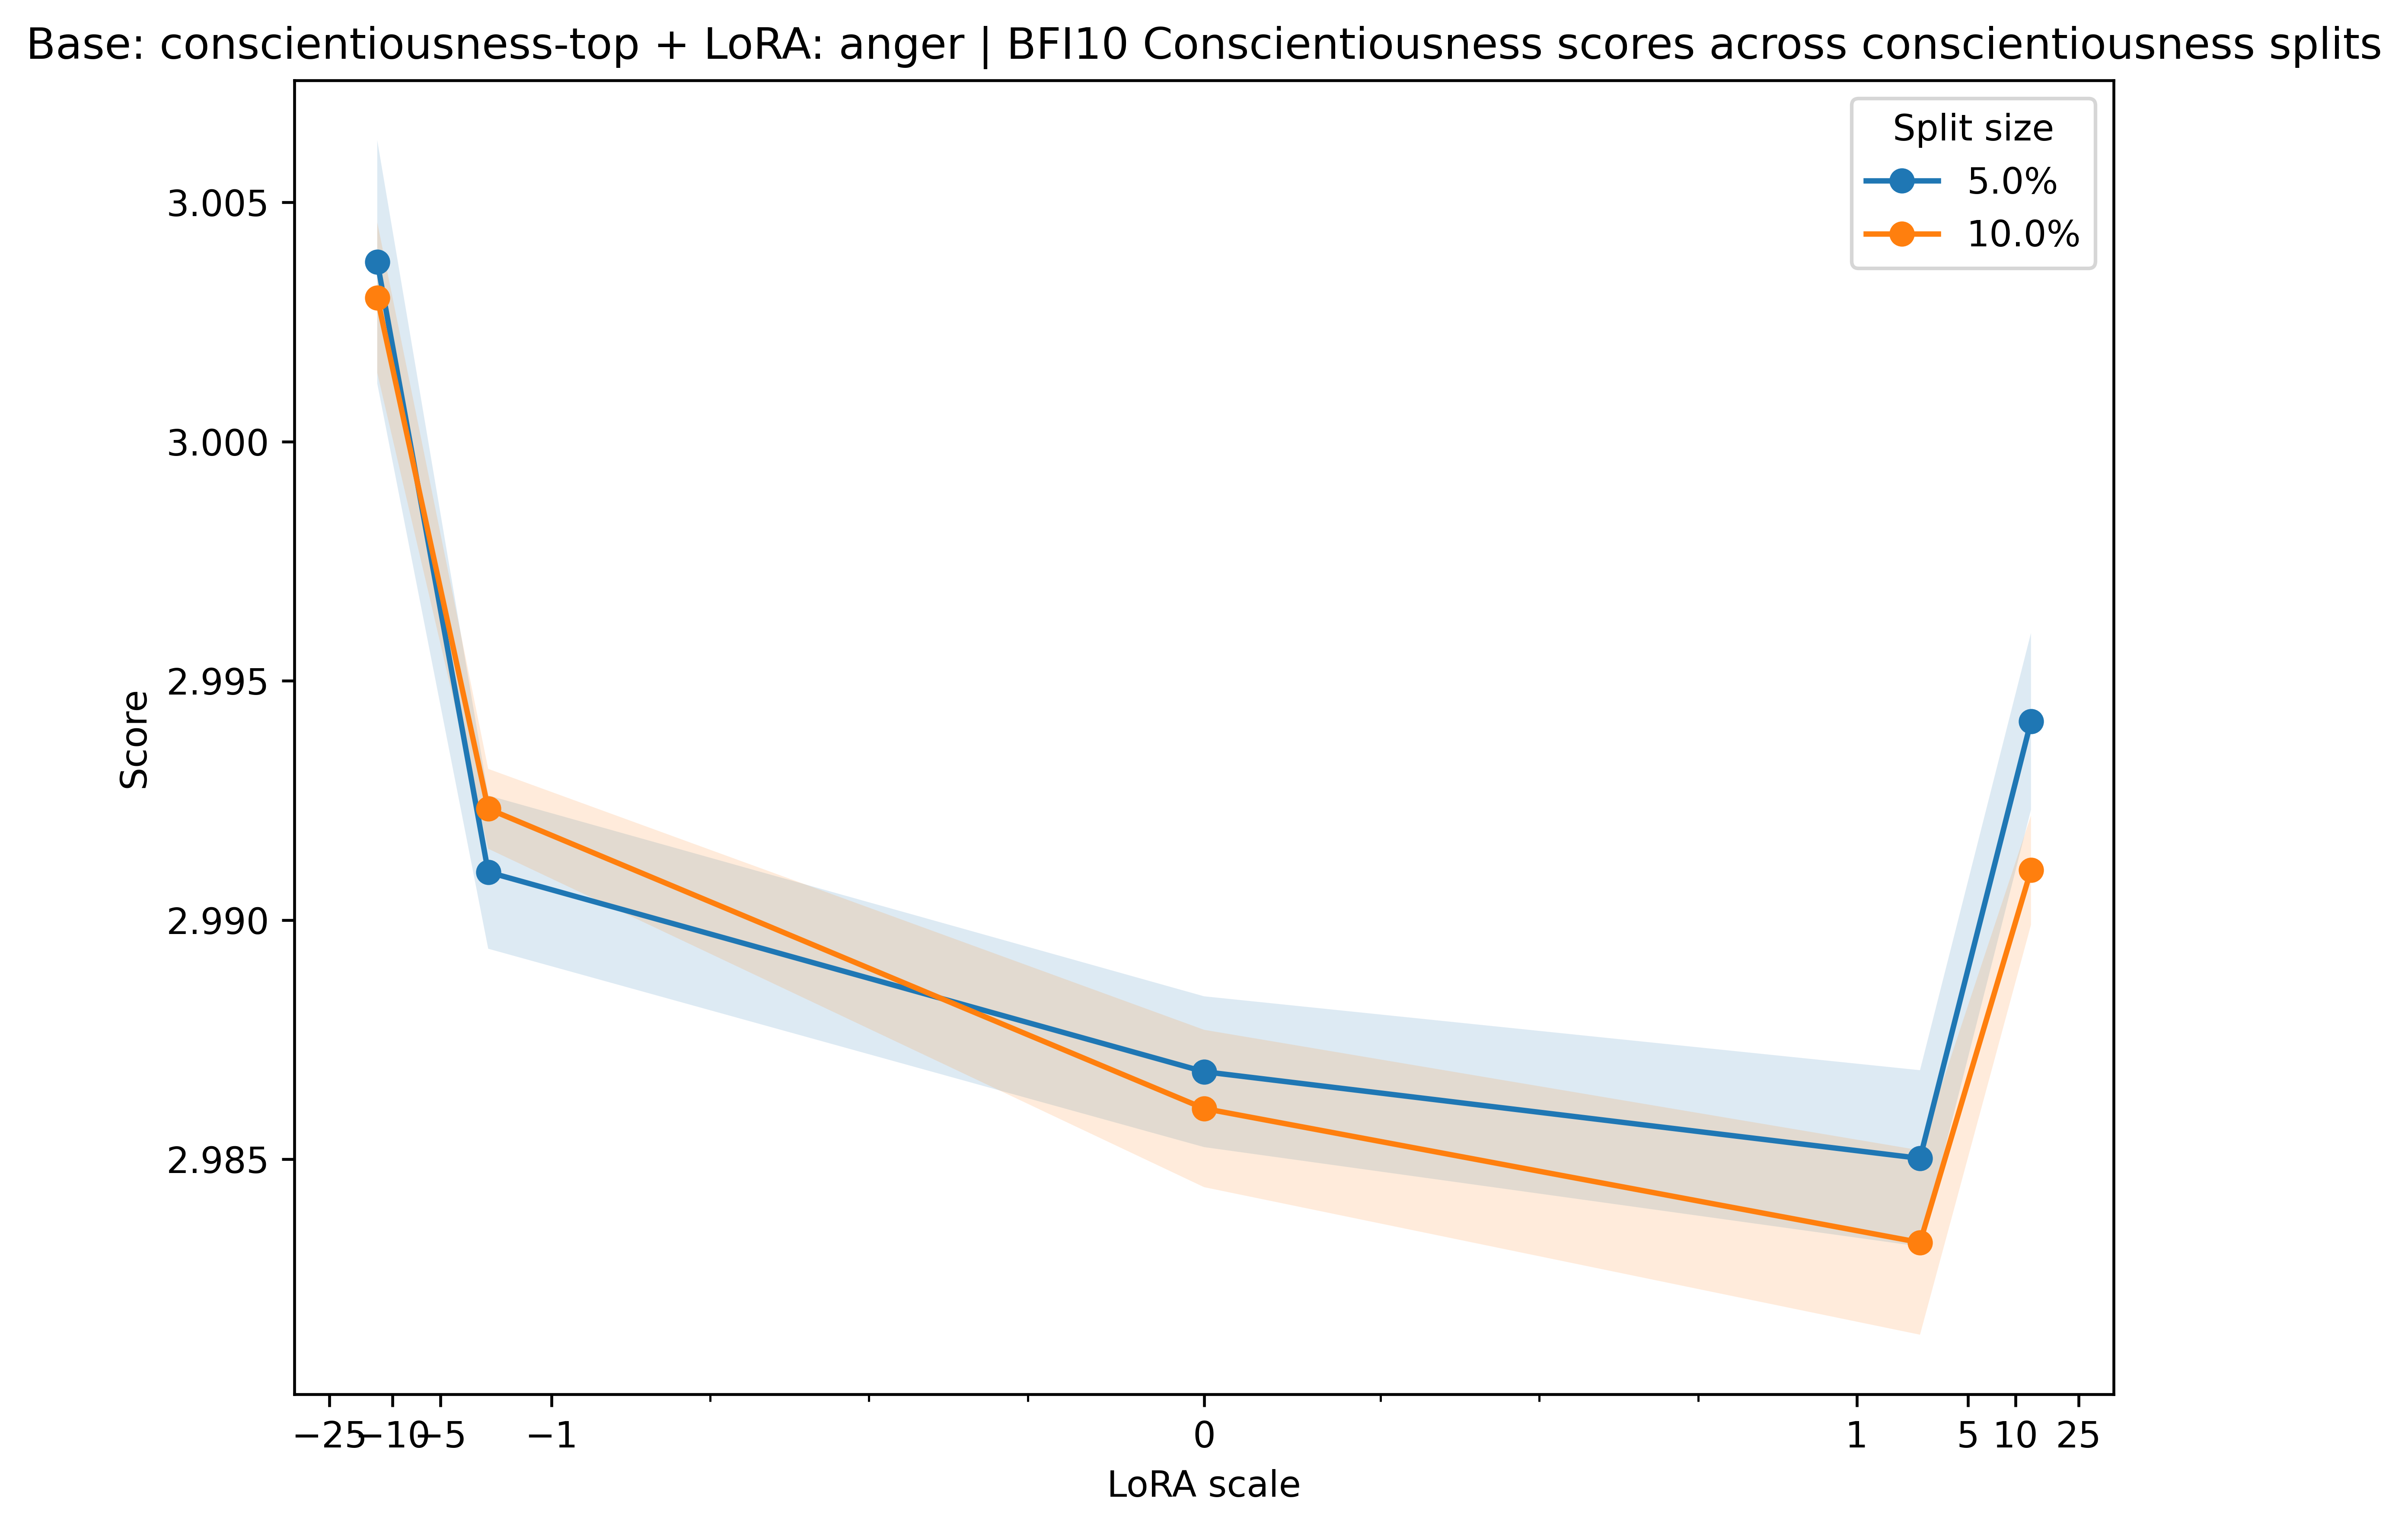 Base: conscientiousness-top + LoRA: anger | BFI10 Conscientiousness scores across conscientiousness splits
Split size
5.0%
10.0%
3.005
3.000
2.995
2.990
2.985
Score
−25 −10 −5 −1 0 1 5 10 25
LoRA scale